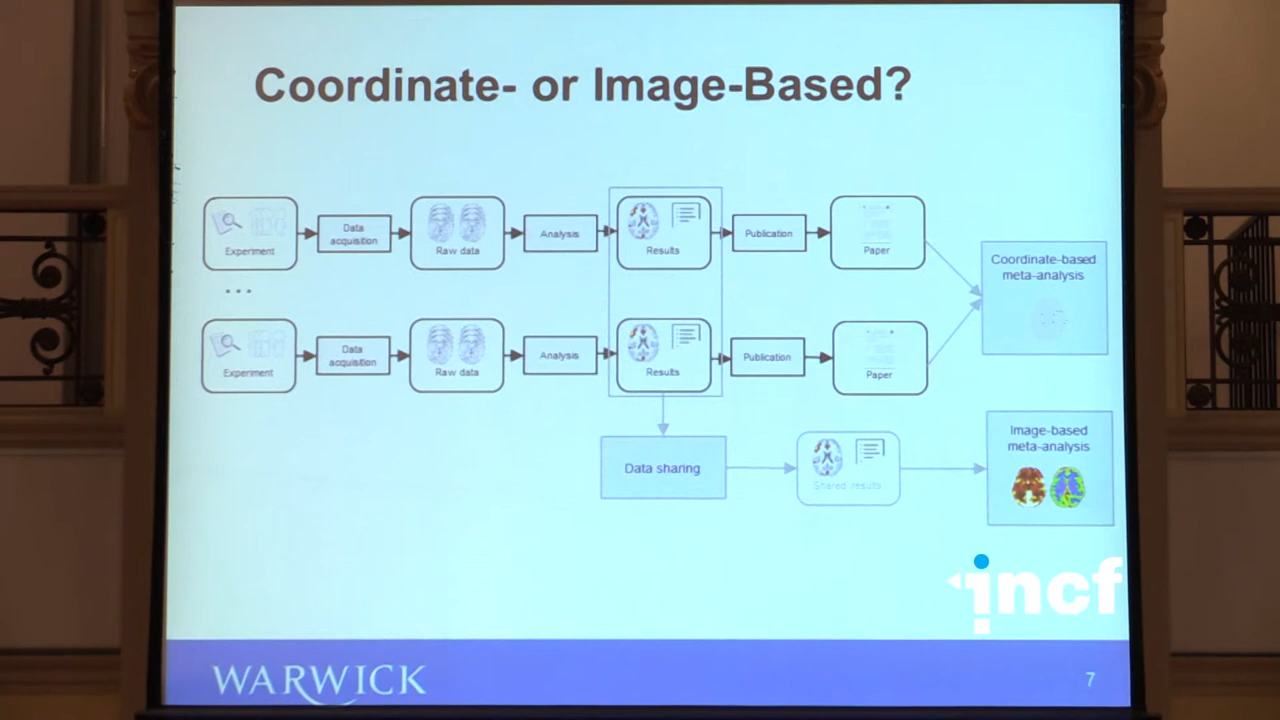 Coordinate- or Image-Based?
Experiment
Data
acquisition
Raw data
Analysis
Results
Publication
Paper
Coordinate-based
meta-analysis
...
Experiment
Data
acquisition
Raw data
Analysis
Results
Publication
Paper
Data sharing
Shared results
Image-based
meta-analysis
incf
WARWICK
7